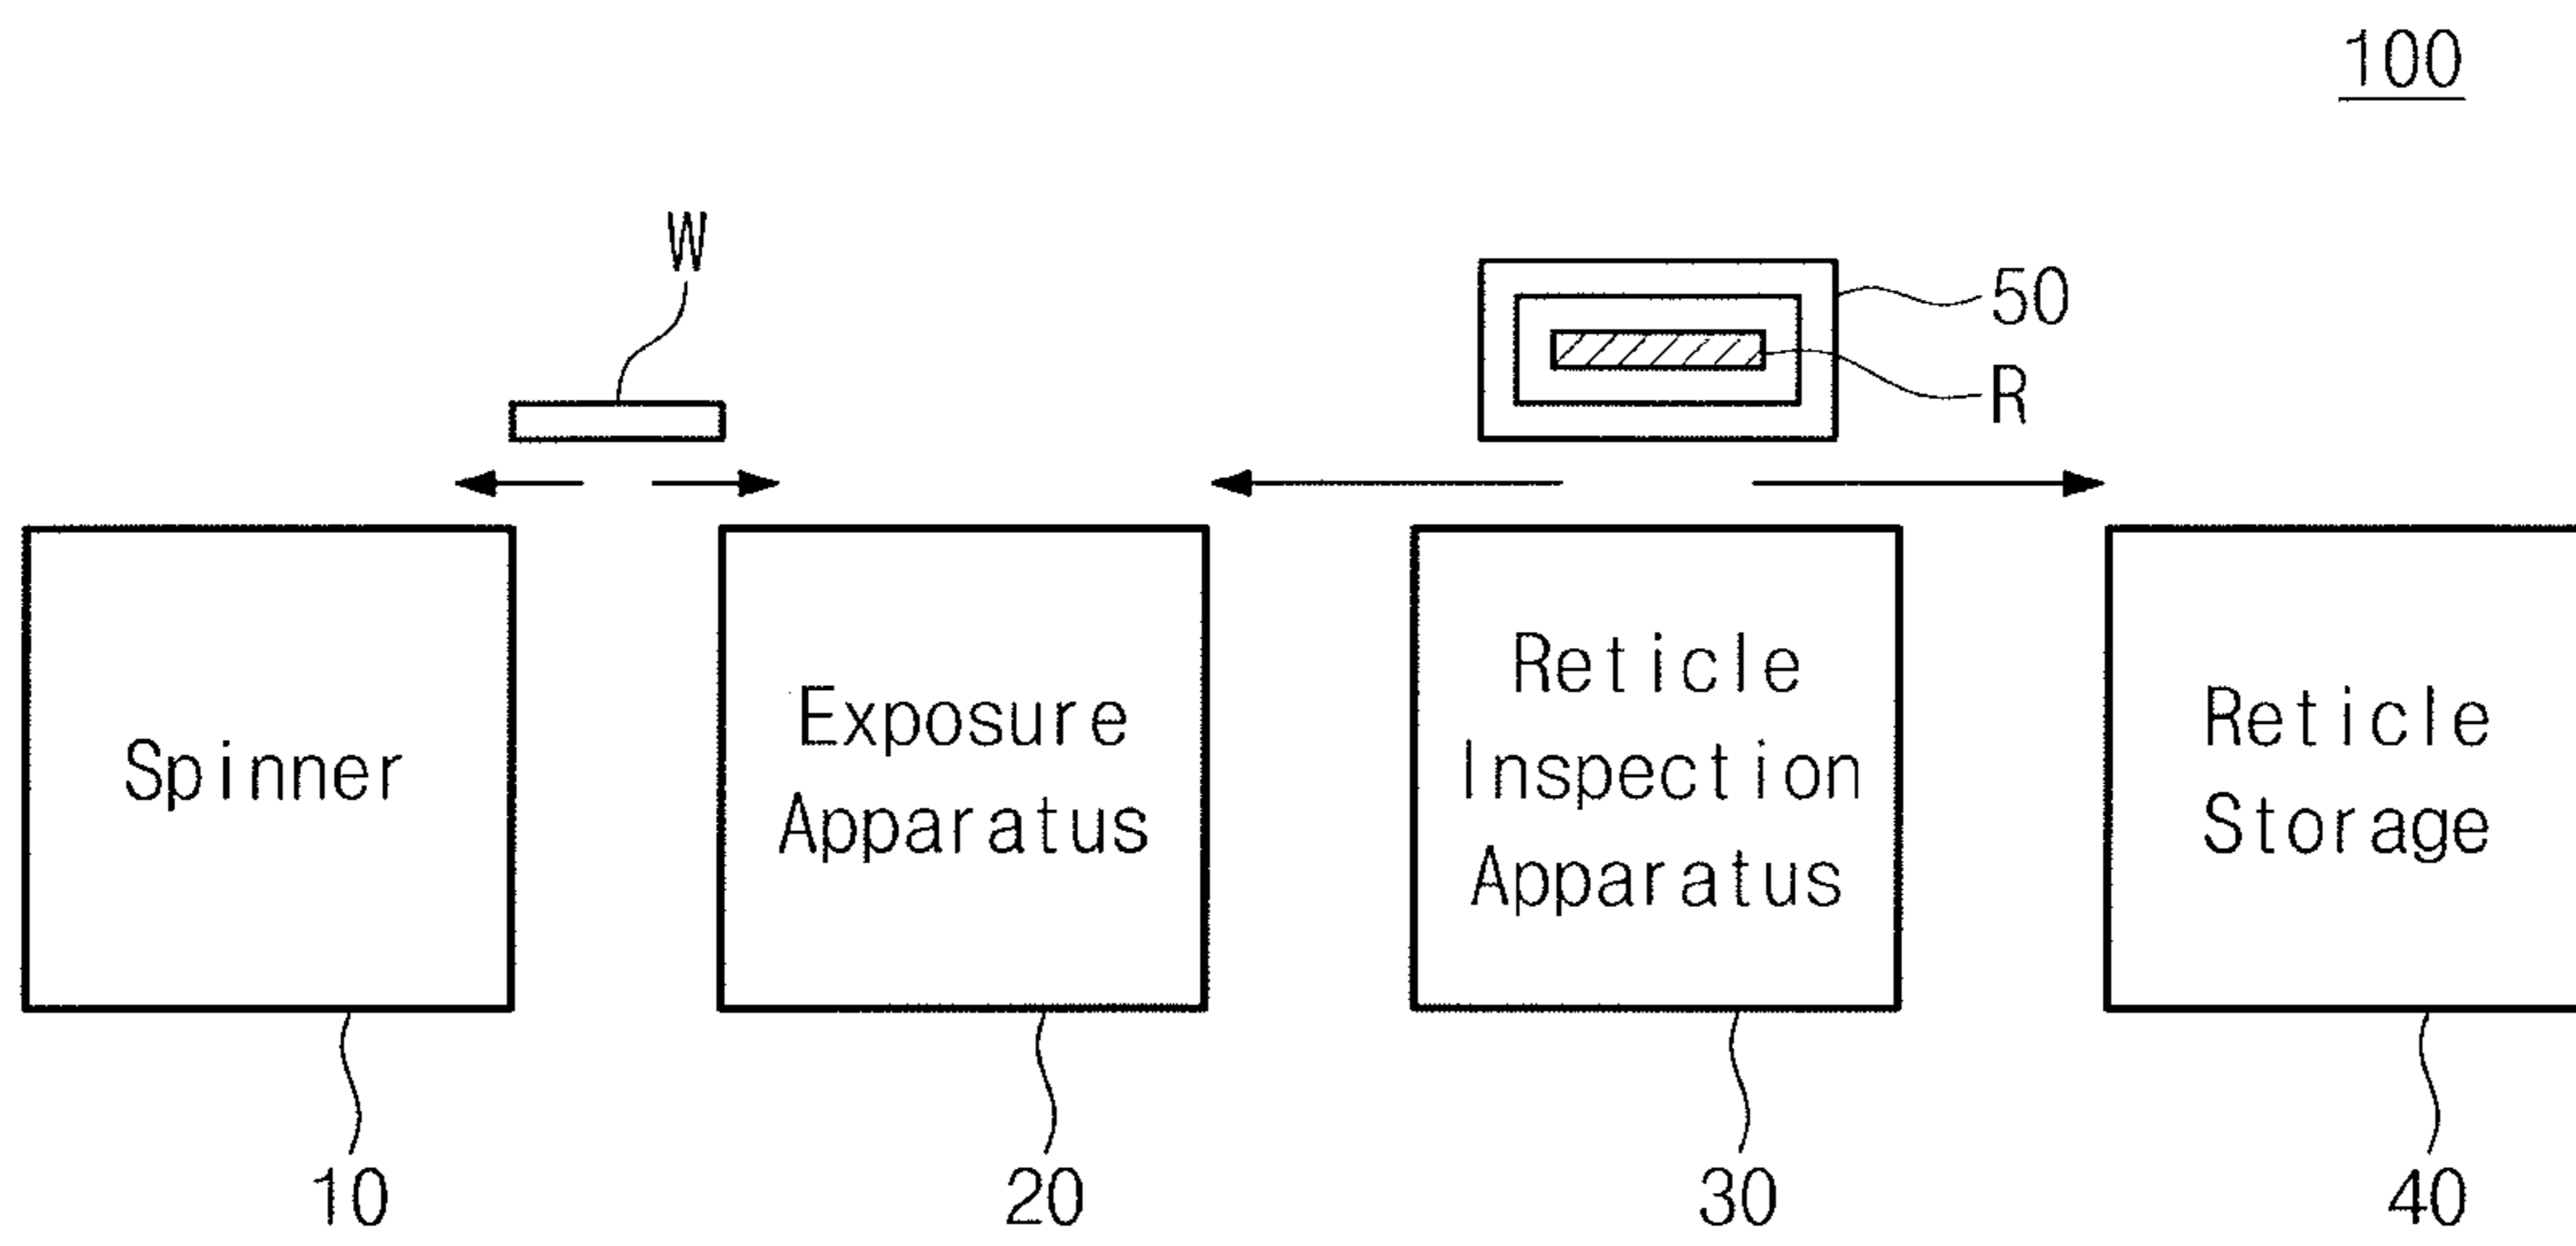 100
W
50
R
Spinner
Exposure
Apparatus
Reticle
Inspection
Apparatus
Reticle
Storage
10
20
30
40